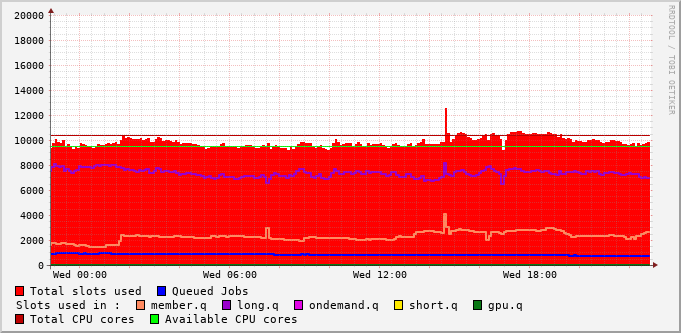 RRDTOOL / TOBI OETIKER
20000
18000
16000
14000
12000
10000
8000
6000
4000
2000
0
Wed 00:00 Wed 06:00 Wed 12:00 Wed 18:00
Total slots used Queued Jobs
Slots used in : member.q long.q ondemand.q short.q gpu.q
Total CPU cores Available CPU cores